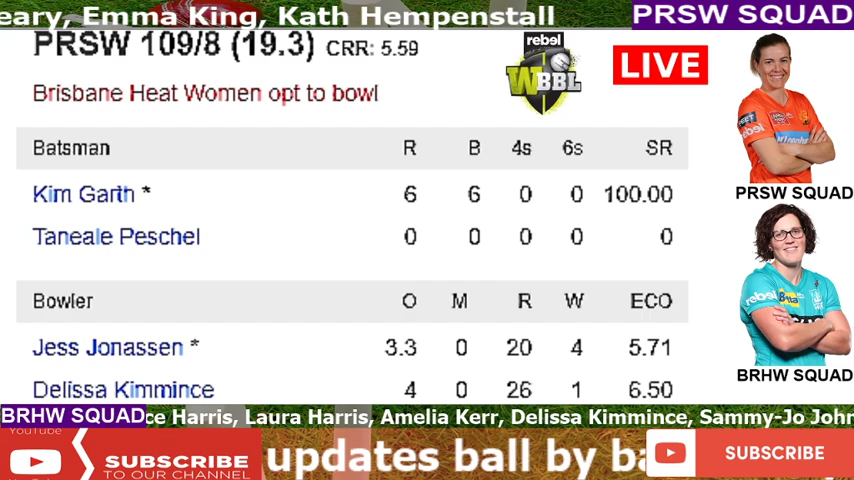 eary, Emma King, Kath Hempenstall
PRSW SQUAD
PRSW 109/8 (19.3) CRR: 5.59
rebel
WBBL
LIVE
Brisbane Heat Women opt to bowl
Batsman R B 4s 6s SR
Kim Garth * 6 6 0 0 100.00
Taneale Peschel 0 0 0 0 0
PRSW SQUAD
Bowler O M R W ECO
Jess Jonassen * 3.3 0 20 4 5.71
Delissa Kimmince 4 0 26 1 6.50
rebel
BRHW SQUAD
BRHW SQUAD ce Harris, Laura Harris, Amelia Kerr, Delissa Kimmince, Sammy-Jo John
YouTube
SUBSCRIBE
TO OUR CHANNEL
updates ball by ba
SUBSCRIBE